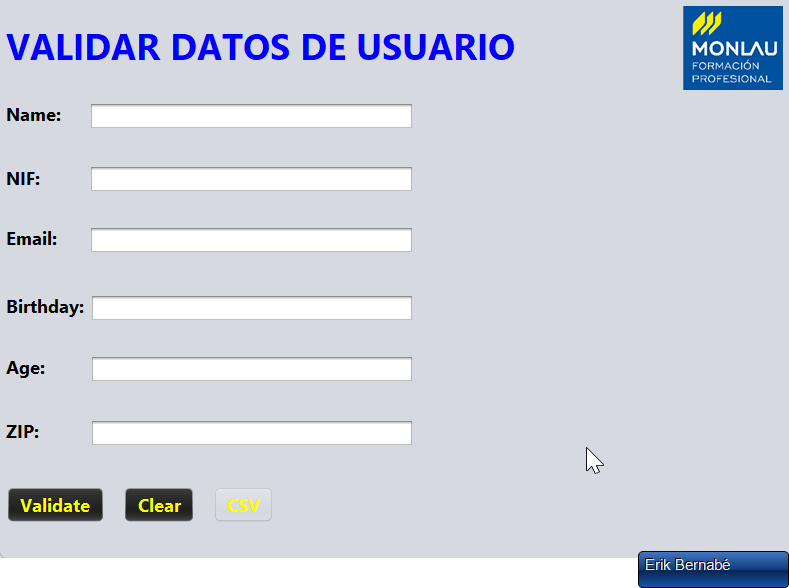 VALIDAR DATOS DE USUARIO
MONLAU
FORMACIÓN
PROFESIONAL
Name:
NIF:
Email:
Birthday:
Age:
ZIP:
Validate Clear CSV
Erik Bernabé